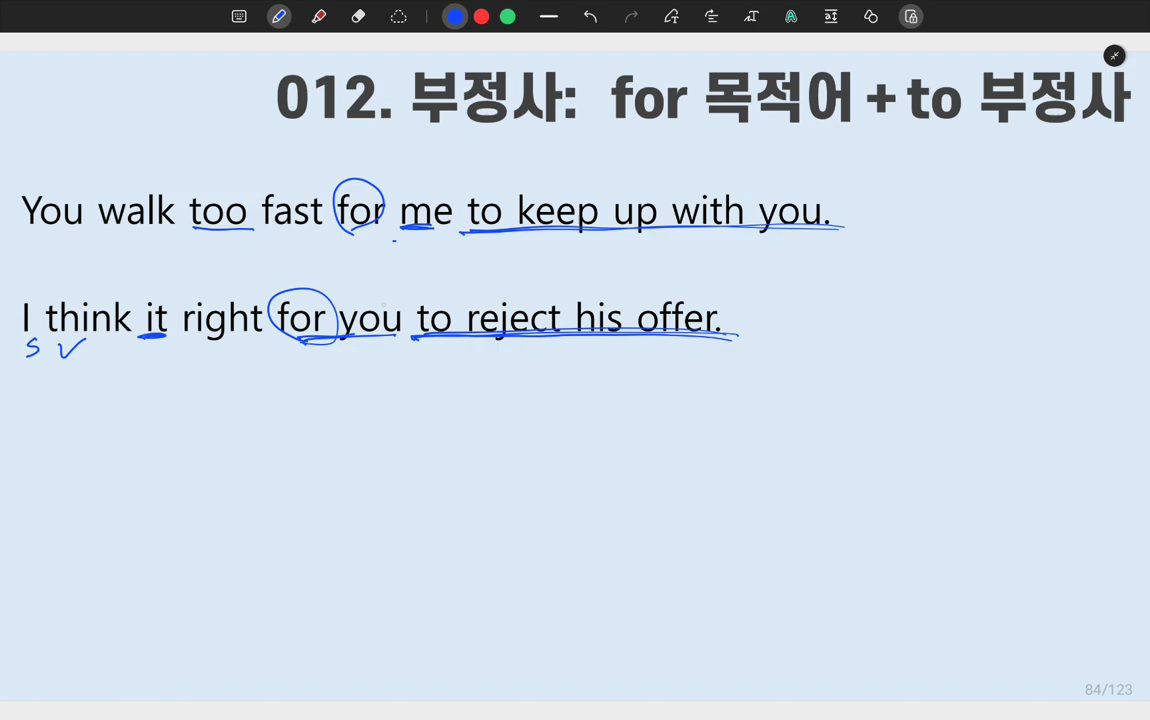 012. 부정사: for 목적어 + to 부정사
You walk too fast for me to keep up with you.
I think it right for you to reject his offer.
S V
84/123